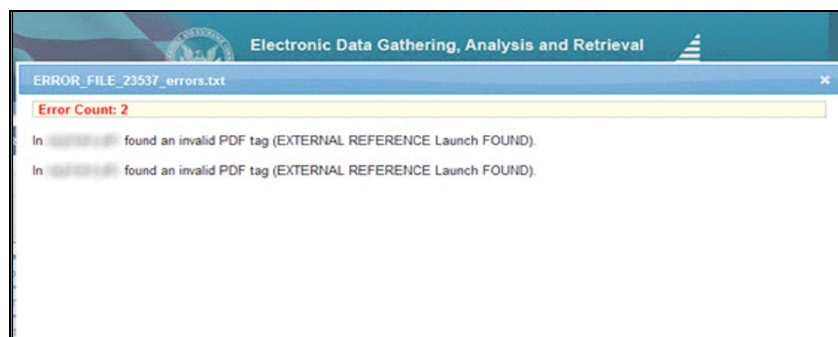 Electronic Data Gathering, Analysis and Retrieval
ERROR_FILE_23537_errors.txt
Error Count: 2
In found an invalid PDF tag (EXTERNAL REFERENCE Launch FOUND).
In found an invalid PDF tag (EXTERNAL REFERENCE Launch FOUND).